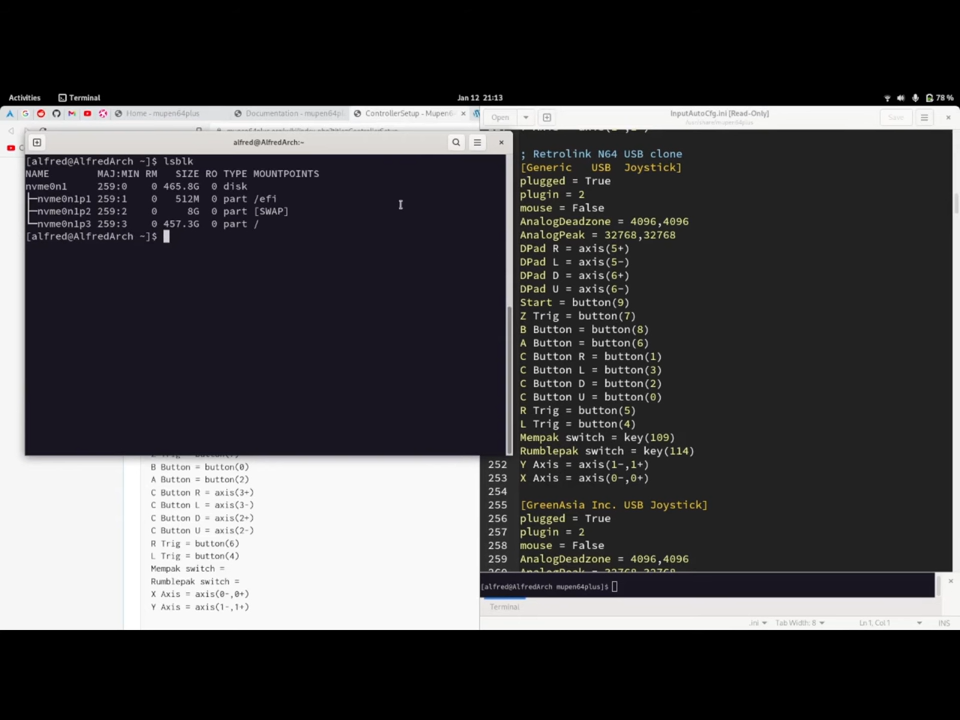 Activities Terminal Jan 12 21:13 78 %
Home - mupen64plus Documentation - mupen64pl ControllerSetup - Mupen6
Open InputAutoCfg.ini [Read-Only] Save
alfred@AlfredArch:~
[alfred@AlfredArch ~]$ lsblk
NAME MAJ:MIN RM SIZE RO TYPE MOUNTPOINTS
nvme0n1 259:0 0 465.8G 0 disk
├─nvme0n1p1 259:1 0 512M 0 part /efi
├─nvme0n1p2 259:2 0 8G 0 part [SWAP]
└─nvme0n1p3 259:3 0 457.3G 0 part /
[alfred@AlfredArch ~]$
B Button = button(0)
A Button = button(2)
C Button R = axis(3+)
C Button L = axis(3-)
C Button D = axis(2+)
C Button U = axis(2-)
R Trig = button(6)
L Trig = button(4)
Mempak switch =
Rumblepak switch =
X Axis = axis(0-,0+)
Y Axis = axis(1-,1+)
; Retrolink N64 USB clone
[Generic USB Joystick]
plugged = True
plugin = 2
mouse = False
AnalogDeadzone = 4096,4096
AnalogPeak = 32768,32768
DPad R = axis(5+)
DPad L = axis(5-)
DPad D = axis(6+)
DPad U = axis(6-)
Start = button(9)
Z Trig = button(7)
B Button = button(8)
A Button = button(6)
C Button R = button(1)
C Button L = button(3)
C Button D = button(2)
C Button U = button(0)
R Trig = button(5)
L Trig = button(4)
Mempak switch = key(109)
Rumblepak switch = key(114)
252 Y Axis = axis(1-,1+)
253 X Axis = axis(0-,0+)
254
255 [GreenAsia Inc. USB Joystick]
256 plugged = True
257 plugin = 2
258 mouse = False
259 AnalogDeadzone = 4096,4096
[alfred@AlfredArch mupen64plus]$
Terminal
.ini Tab Width: 8 Ln 1, Col 1 INS